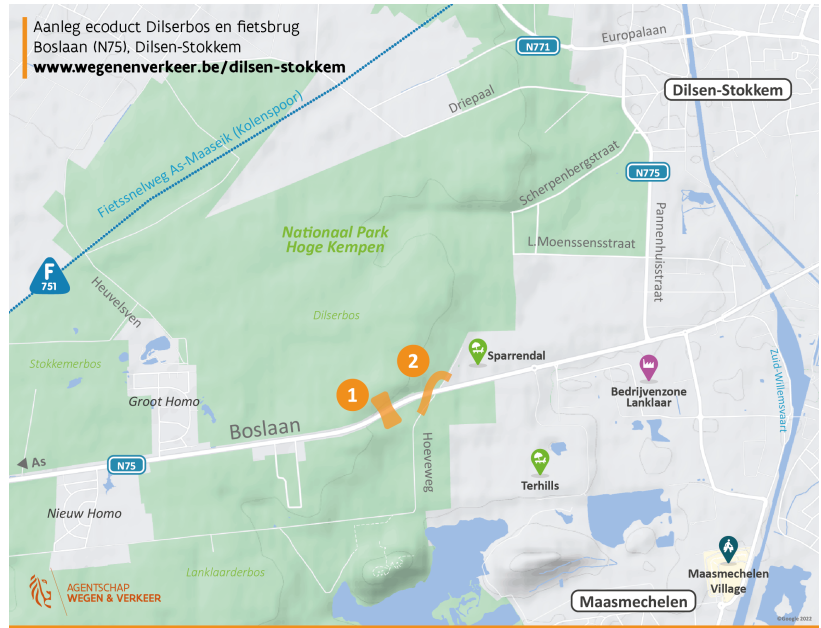 Aanleg ecoduct Dilserbos en fietsbrug
Boslaan (N75), Dilsen-Stokkem
www.wegenenverkeer.be/dilsen-stokkem
Europalaan
N771
Dilsen-Stokkem
Driepaal
Fietssnelweg As-Maaseik (Kolenspoor)
Scherpenbergstraat
N775
Nationaal Park
Hoge Kempen
L.Moenssensstraat
Pannenhuisstraat
F
751
Heuvelsven
Dilserbos
Stokkemerbos
2
Sparrendal
Zuid-Willemsvaart
1
Bedrijvenzone
Lanklaar
Groot Homo
Boslaan
Hoeveweg
As
N75
Terhills
Nieuw Homo
Lanklaarderbos
Maasmechelen
Village
AGENTSCHAP
WEGEN & VERKEER
Maasmechelen
©Google 2022